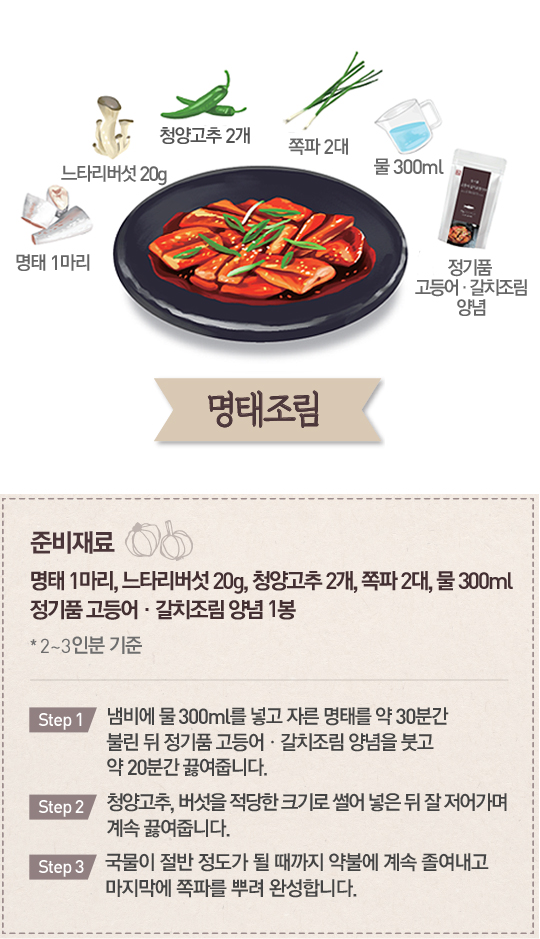 청양고추 2개
쪽파 2대
느타리버섯 20g
물 300ml
명태 1마리
정기품
고등어 · 갈치조림
양념
명태조림
준비재료
명태 1마리, 느타리버섯 20g, 청양고추 2개, 쪽파 2대, 물 300ml
정기품 고등어 · 갈치조림 양념 1봉
* 2~3인분 기준
Step 1 냄비에 물 300ml를 넣고 자른 명태를 약 30분간
불린 뒤 정기품 고등어 · 갈치조림 양념을 붓고
약 20분간 끓여줍니다.
Step 2 청양고추, 버섯을 적당한 크기로 썰어 넣은 뒤 잘 저어가며
계속 끓여줍니다.
Step 3 국물이 절반 정도가 될 때까지 약불에 계속 졸여내고
마지막에 쪽파를 뿌려 완성합니다.